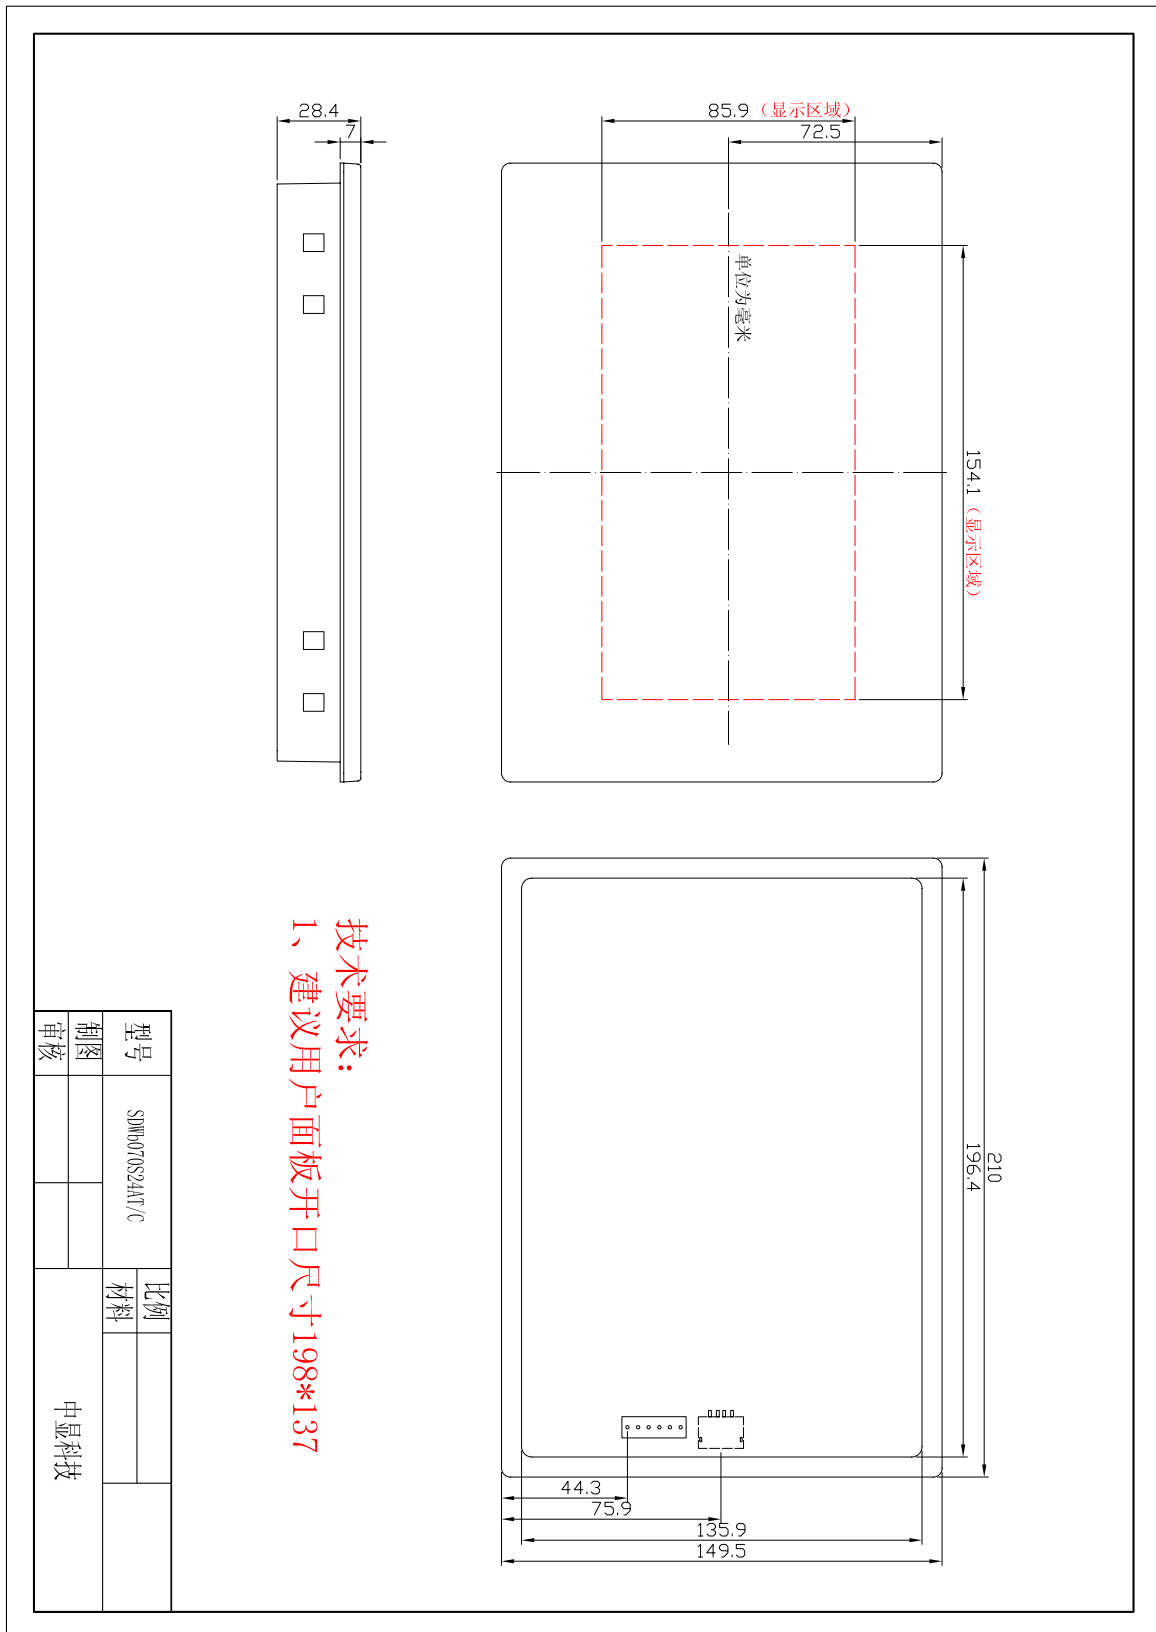 28.4
7
85.9（显示区域）
72.5
单位为毫米
154.1（显示区域）
210
196.4
44.3
75.9
135.9
149.5
技术要求：
1、建议用户面板开口尺寸198*137
型号
SDWb070S24AT/C
比例
材料
制图
审核
中显科技